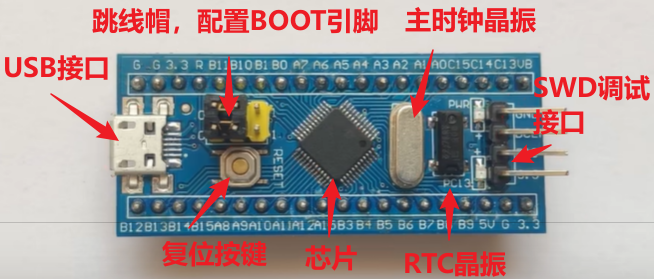 跳线帽，配置BOOT引脚
主时钟晶振
USB接口
G G 3.3 R B11 B10 B1 B0 A7 A6 A5 A4 A3 A2 A1 A0 C15 C14 C13 VB
SWD调试
接口
PWR
GND
RESET
PC13
B12 B13 B14 B15 A8 A9 A10 A11 A12 A15 B3 B4 B5 B6 B7 B8 B9 5V G 3.3
复位按键
芯片
RTC晶振